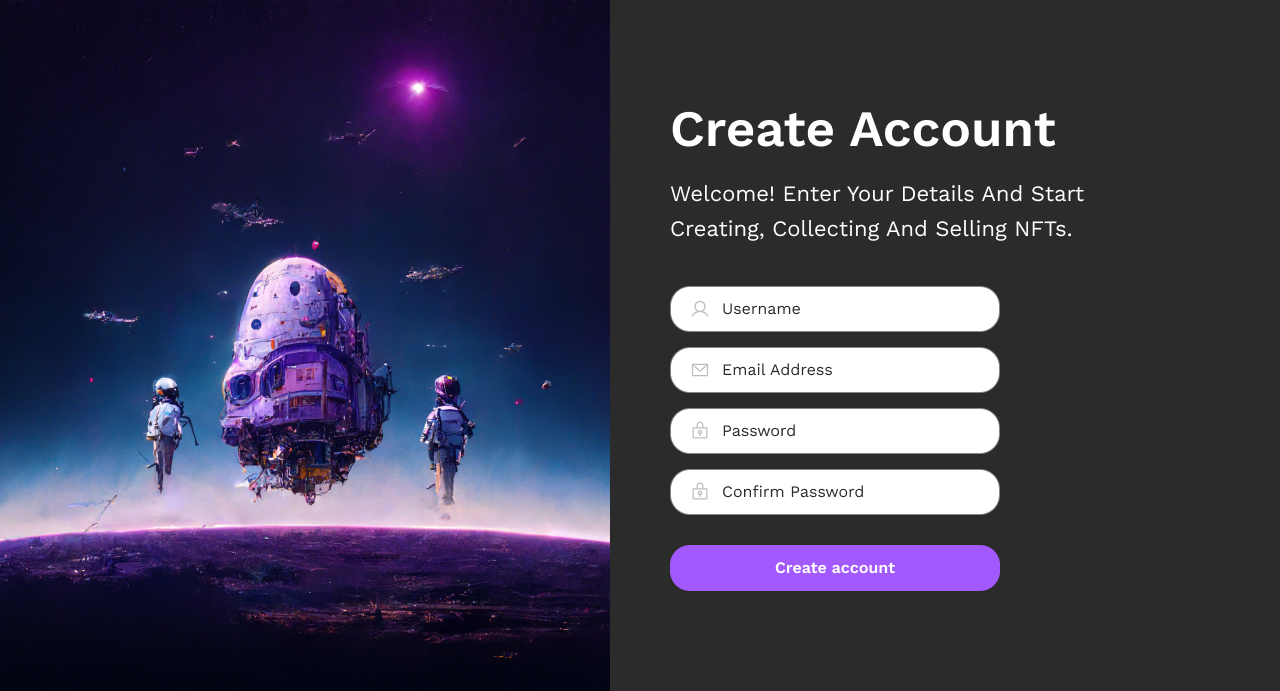 Create Account
Welcome! Enter Your Details And Start
Creating, Collecting And Selling NFTs.
Username
Email Address
Password
Confirm Password
Create account